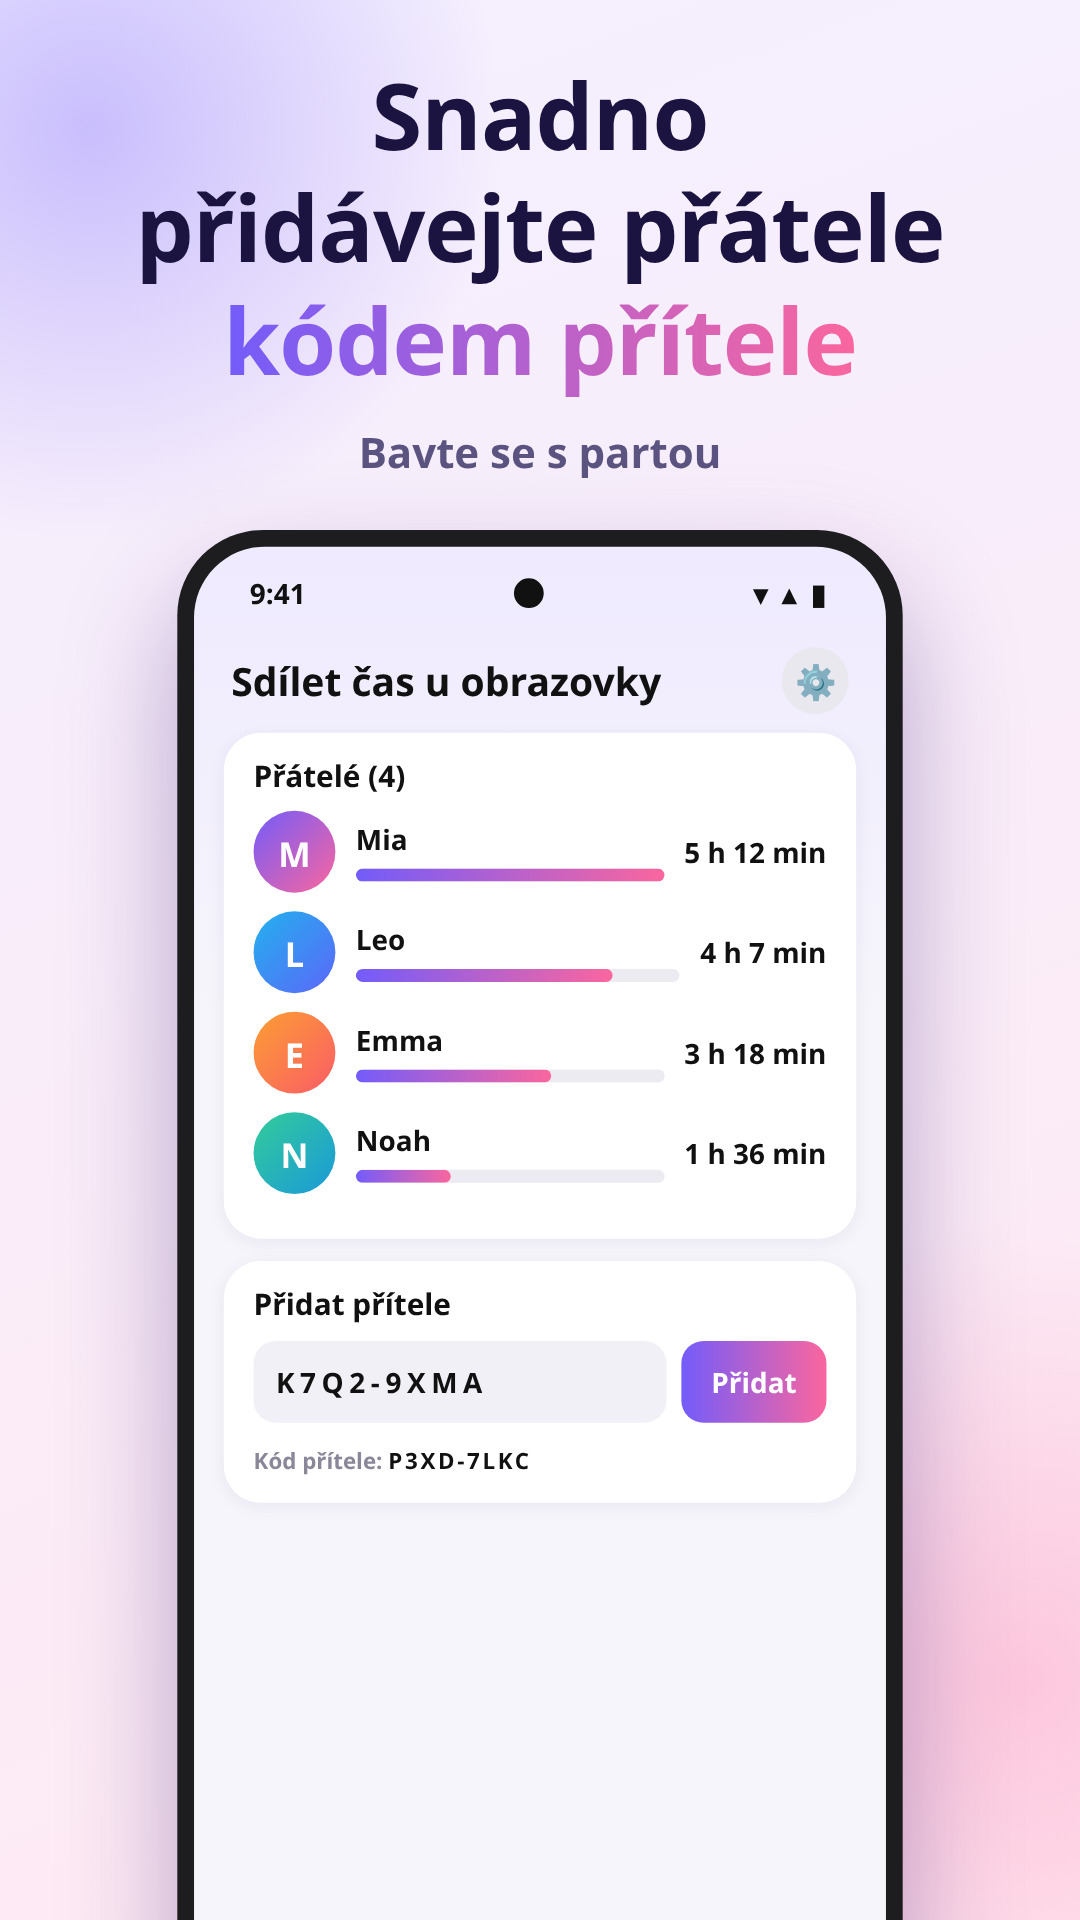 Snadno
přidávejte přátele
kódem přítele
Bavte se s partou
9:41
Sdílet čas u obrazovky
Přátelé (4)
M
Mia
5 h 12 min
L
Leo
4 h 7 min
E
Emma
3 h 18 min
N
Noah
1 h 36 min
Přidat přítele
K7Q2-9XMA
Přidat
Kód přítele: P3XD-7LKC